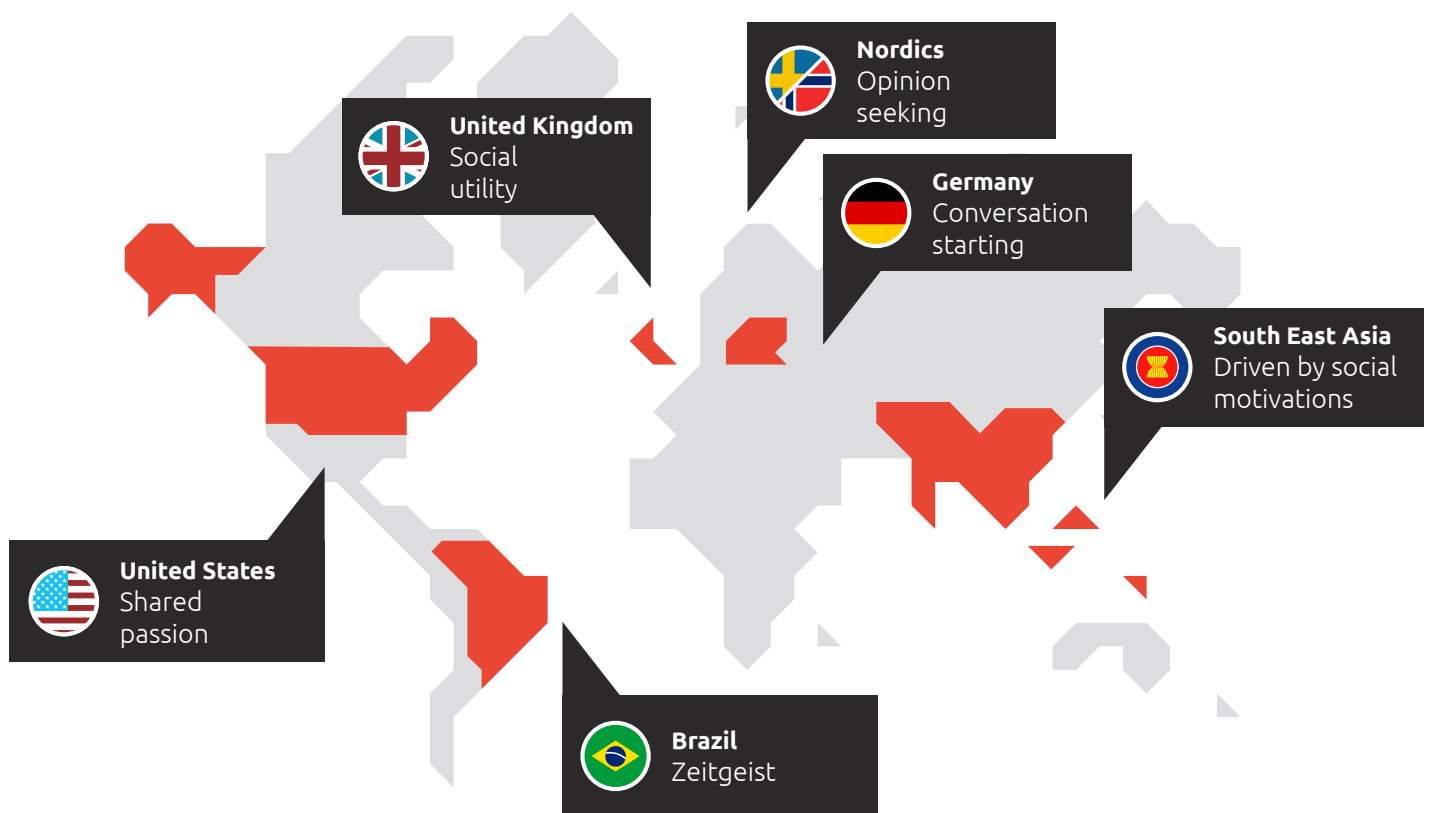 Nordics
Opinion
seeking
United Kingdom
Social
utility
Germany
Conversation
starting
South East Asia
Driven by social
motivations
United States
Shared
passion
Brazil
Zeitgeist